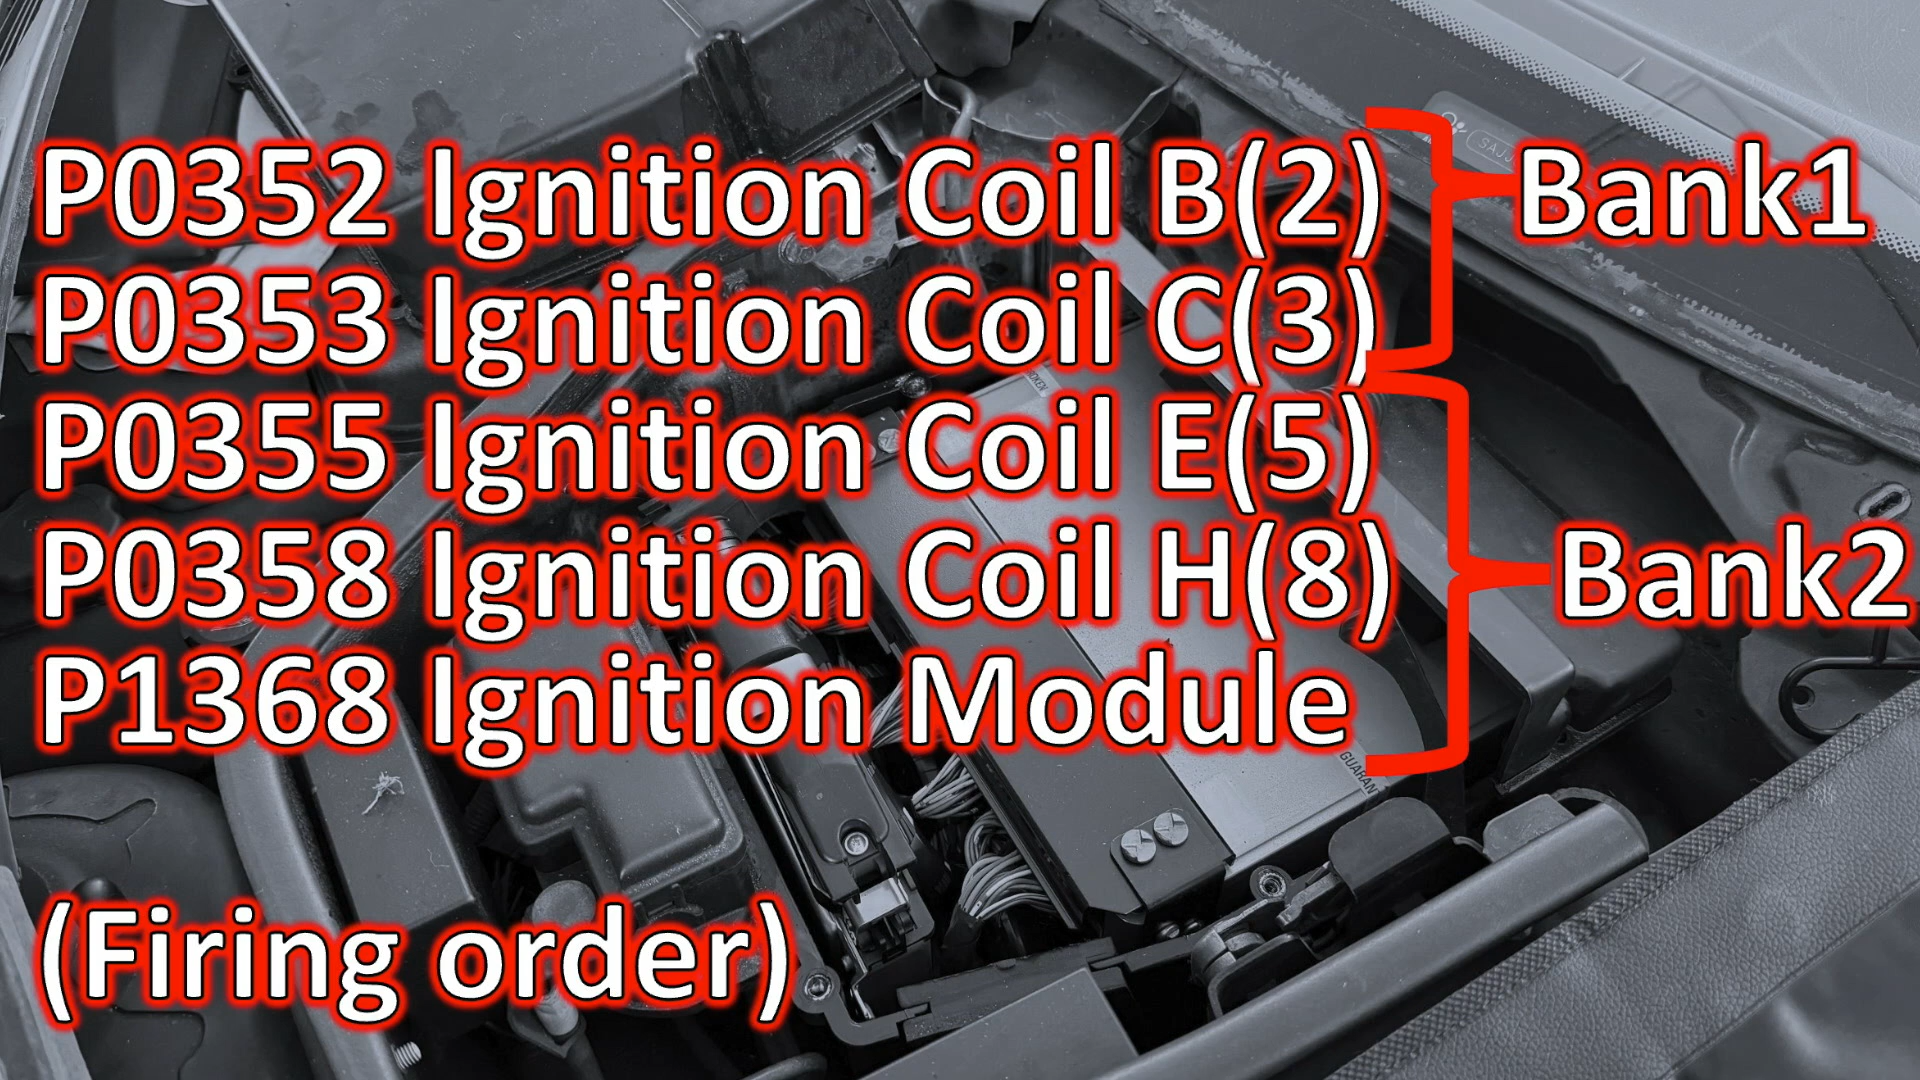 P0352 Ignition Coil B(2)
P0353 Ignition Coil C(3)
Bank1
P0355 Ignition Coil E(5)
P0358 Ignition Coil H(8)
P1368 Ignition Module
Bank2
(Firing order)
GUARAN